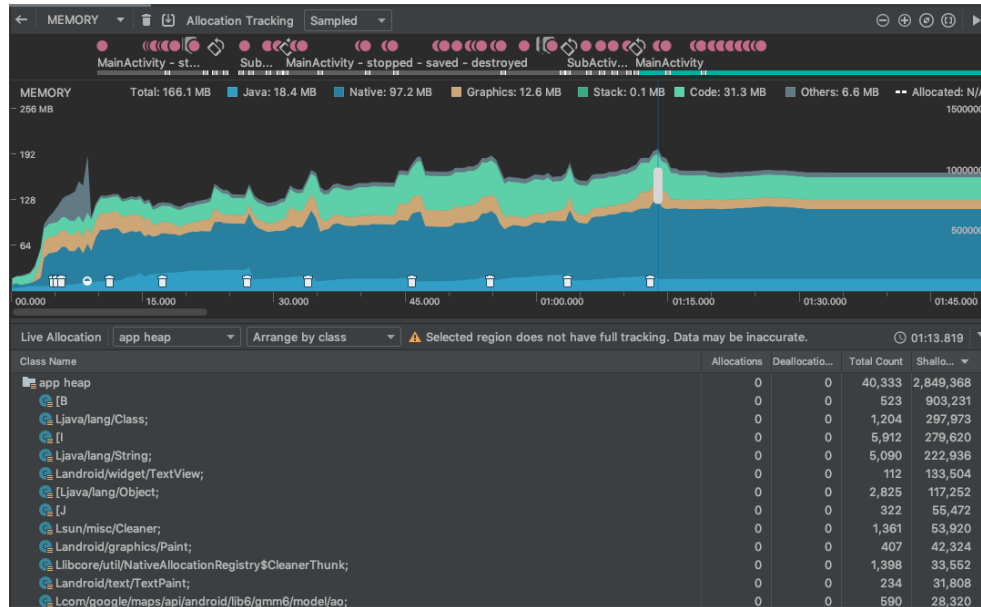 MEMORY Allocation Tracking Sampled
MainActivity - st... Sub... MainActivity - stopped - saved - destroyed SubActiv... MainActivity
MEMORY Total: 166.1 MB Java: 18.4 MB Native: 97.2 MB Graphics: 12.6 MB Stack: 0.1 MB Code: 31.3 MB Others: 6.6 MB Allocated: N/
256 MB 1500000
192 1000000
128
64 500000
00.000 15.000 30.000 45.000 01:00.000 01:15.000 01:30.000 01:45.000
Live Allocation app heap Arrange by class Selected region does not have full tracking. Data may be inaccurate. 01:13.819
Class Name Allocations Deallocatio... Total Count Shallo...
app heap 0 0 40,333 2,849,368
[B 0 0 523 903,231
Ljava/lang/Class; 0 0 1,204 297,973
[I 0 0 5,912 279,620
Ljava/lang/String; 0 0 5,090 222,936
Landroid/widget/TextView; 0 0 112 133,504
[Ljava/lang/Object; 0 0 2,825 117,252
[J 0 0 322 55,472
Lsun/misc/Cleaner; 0 0 1,361 53,920
Landroid/graphics/Paint; 0 0 407 42,324
Llibcore/util/NativeAllocationRegistry$CleanerThunk; 0 0 1,398 33,552
Landroid/text/TextPaint; 0 0 234 31,808
Lcom/google/maps/api/android/lib6/gmm6/model/ao; 0 0 590 28,320